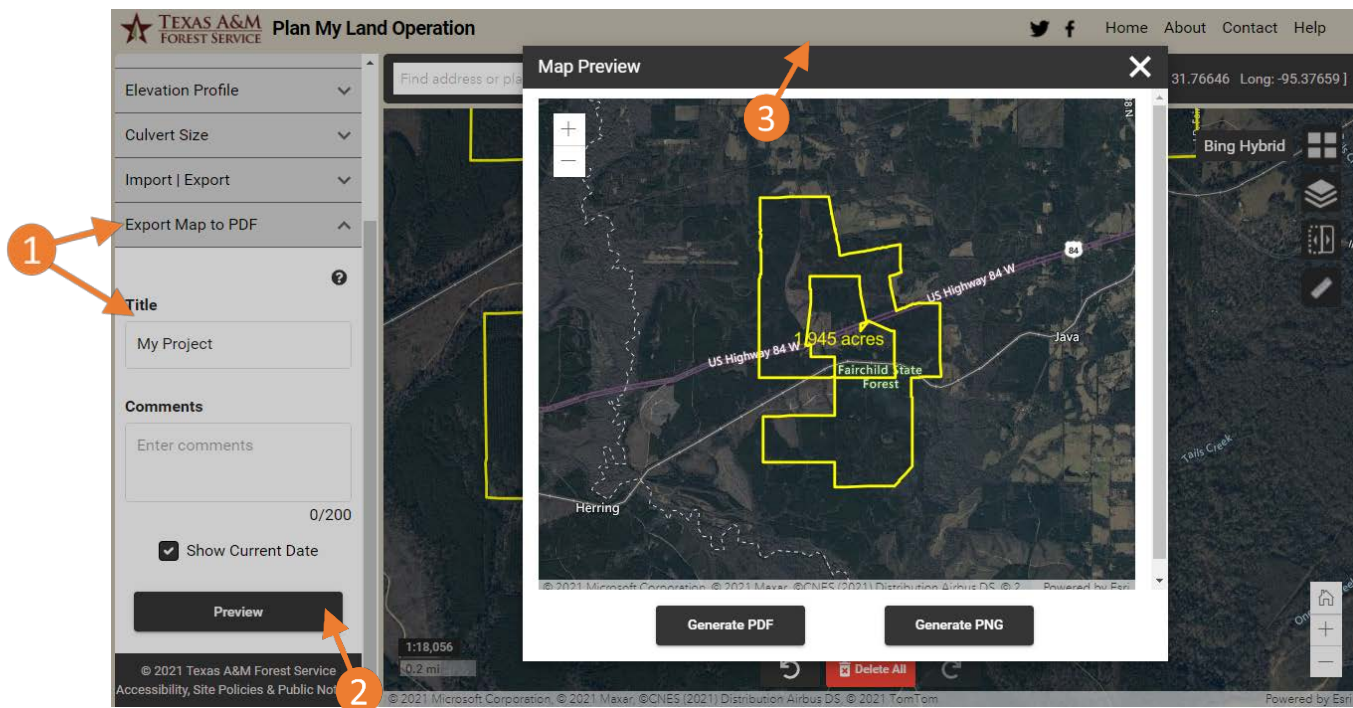 TEXAS A&M
FOREST SERVICE
Plan My Land Operation
Home About Contact Help
Elevation Profile
Culvert Size
Import | Export
Export Map to PDF
1
Title
My Project
Comments
Enter comments
0/200
Show Current Date
Preview
2
© 2021 Texas A&M Forest Service
Accessibility, Site Policies & Public
Find address or
Map Preview
3
31.76646 Long: -95.37659 ]
Bing Hybrid
+
−
84
US Highway 84 W
1,945 acres
US Highway 84 W
Java
Fairchild State
Forest
Herring
Tails Creek
© 2021 Microsoft Corporation, © 2021 Maxar, ©CNES (2021) Distribution Airbus DS, © 2 Powered by Esri
Generate PDF
Generate PNG
1:18,056
0.2 mi
Delete All
+
−
© 2021 Microsoft Corporation, © 2021 Maxar, ©CNES (2021) Distribution Airbus DS, © 2021 TomTom
Powered by Esri